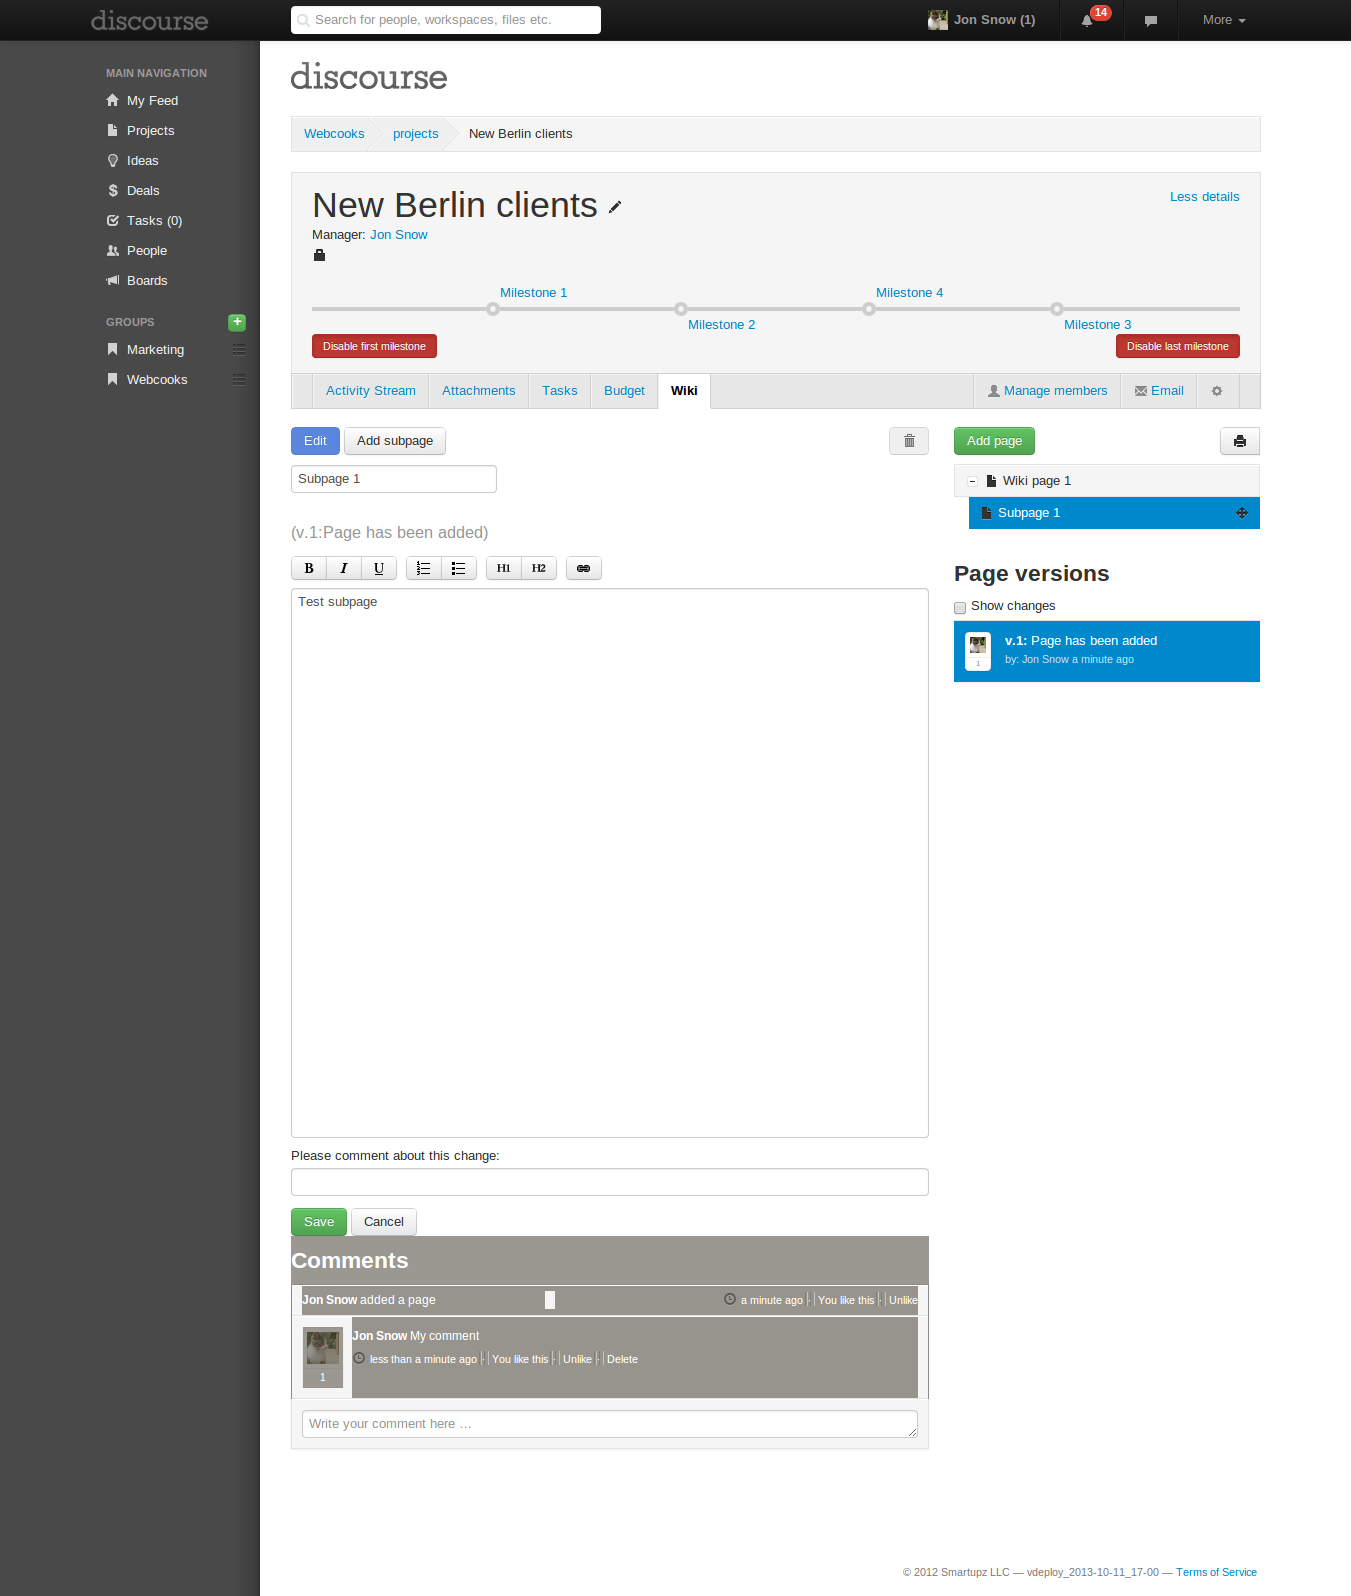 discourse
Search for people, workspaces, files etc.
Jon Snow (1)
14
More
MAIN NAVIGATION
My Feed
Projects
Ideas
Deals
Tasks (0)
People
Boards
GROUPS
+
Marketing
Webcooks
discourse
Webcooks
projects
New Berlin clients
New Berlin clients
Less details
Manager: Jon Snow
Milestone 1
Milestone 4
Milestone 2
Milestone 3
Disable first milestone
Disable last milestone
Activity Stream
Attachments
Tasks
Budget
Wiki
Manage members
Email
Edit
Add subpage
Add page
Subpage 1
Wiki page 1
Subpage 1
(v.1:Page has been added)
B I U
H1 H2
Test subpage
Page versions
Show changes
v.1: Page has been added
by: Jon Snow a minute ago
1
Please comment about this change:
Save
Cancel
Comments
Jon Snow added a page
a minute ago · You like this · Unlike
Jon Snow My comment
less than a minute ago · You like this · Unlike · Delete
1
Write your comment here ...
© 2012 Smartupz LLC — vdeploy_2013-10-11_17-00 — Terms of Service